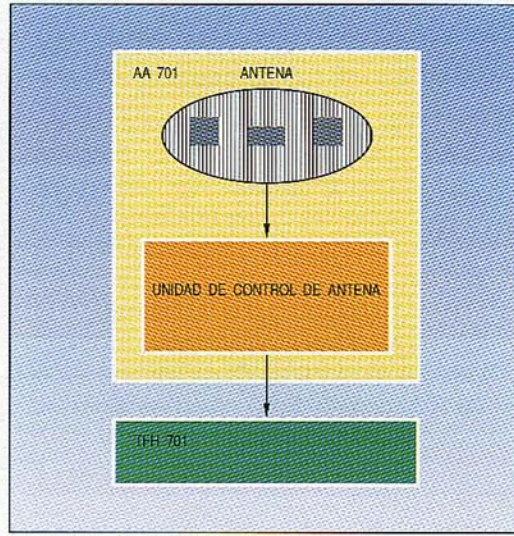 AA 701 ANTENA
UNIDAD DE CONTROL DE ANTENA
TFH 701